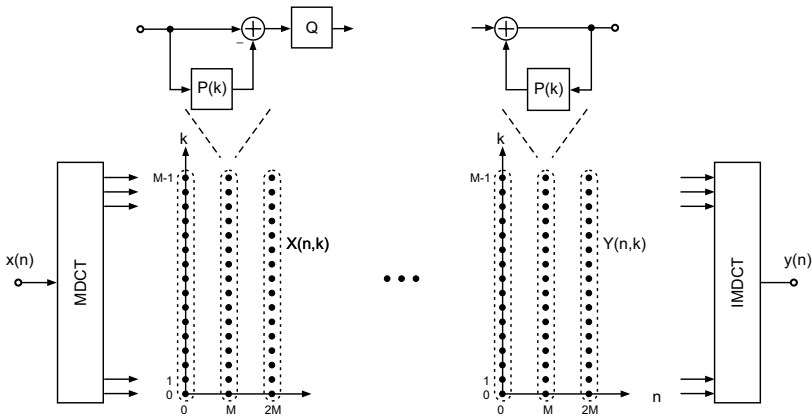 Q
−
P(k)
P(k)
k
k
M-1
M-1
x(n)
MDCT
X(n,k)
Y(n,k)
IMDCT
y(n)
1
0
1
0
n
0
M
2M
0
M
2M